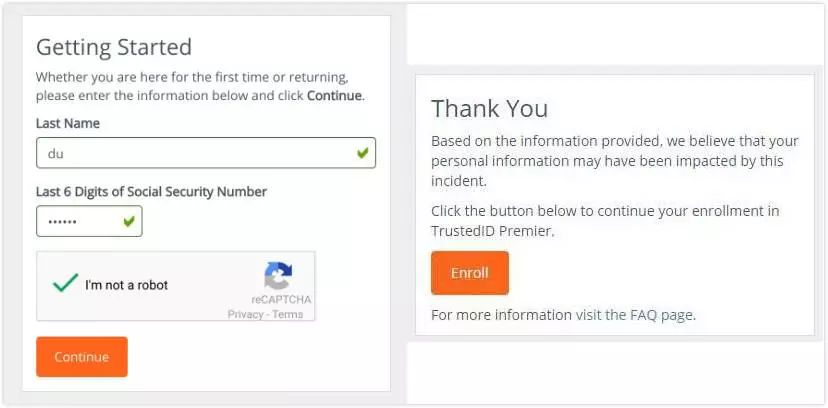 Getting Started
Whether you are here for the first time or returning,
please enter the information below and click Continue.
Last Name
du
Last 6 Digits of Social Security Number
••••••
I'm not a robot
reCAPTCHA
Privacy - Terms
Continue
Thank You
Based on the information provided, we believe that your
personal information may have been impacted by this
incident.
Click the button below to continue your enrollment in
TrustedID Premier.
Enroll
For more information visit the FAQ page.